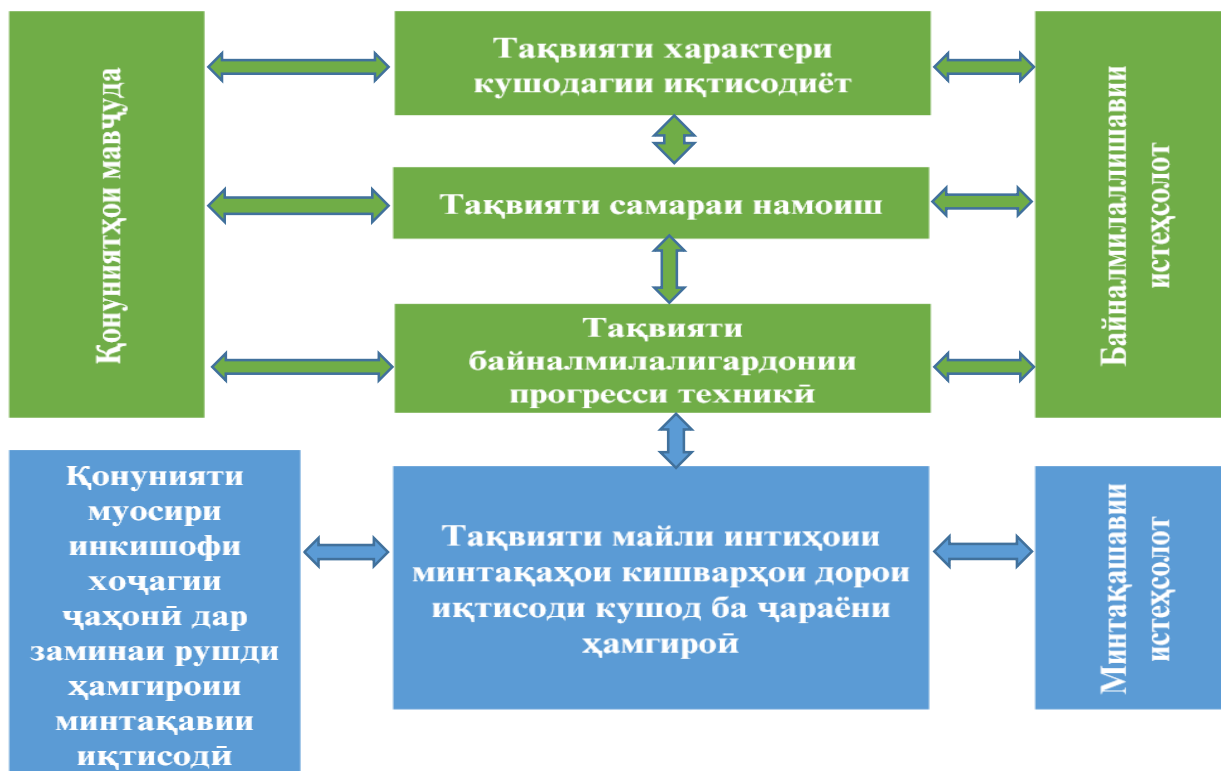 Қонуниятҳои мавҷуда
Тақвияти характери
кушодагии иқтисодиёт
Тақвияти самараи намоиш
Тақвияти
байналмилалигардонии
прогресси техникӣ
Байналмилаллишавии
истеҳсолот
Қонунияти
муосири
инкишофи
хоҷагии
ҷаҳонӣ дар
заминаи рушди
ҳамгироии
минтақавии
иқтисодӣ
Тақвияти майли интиҳоии
минтақаҳои кишварҳои дорои
иқтисоди кушод ба ҷараёни
ҳамгироӣ
Минтақашавии
истеҳсолот